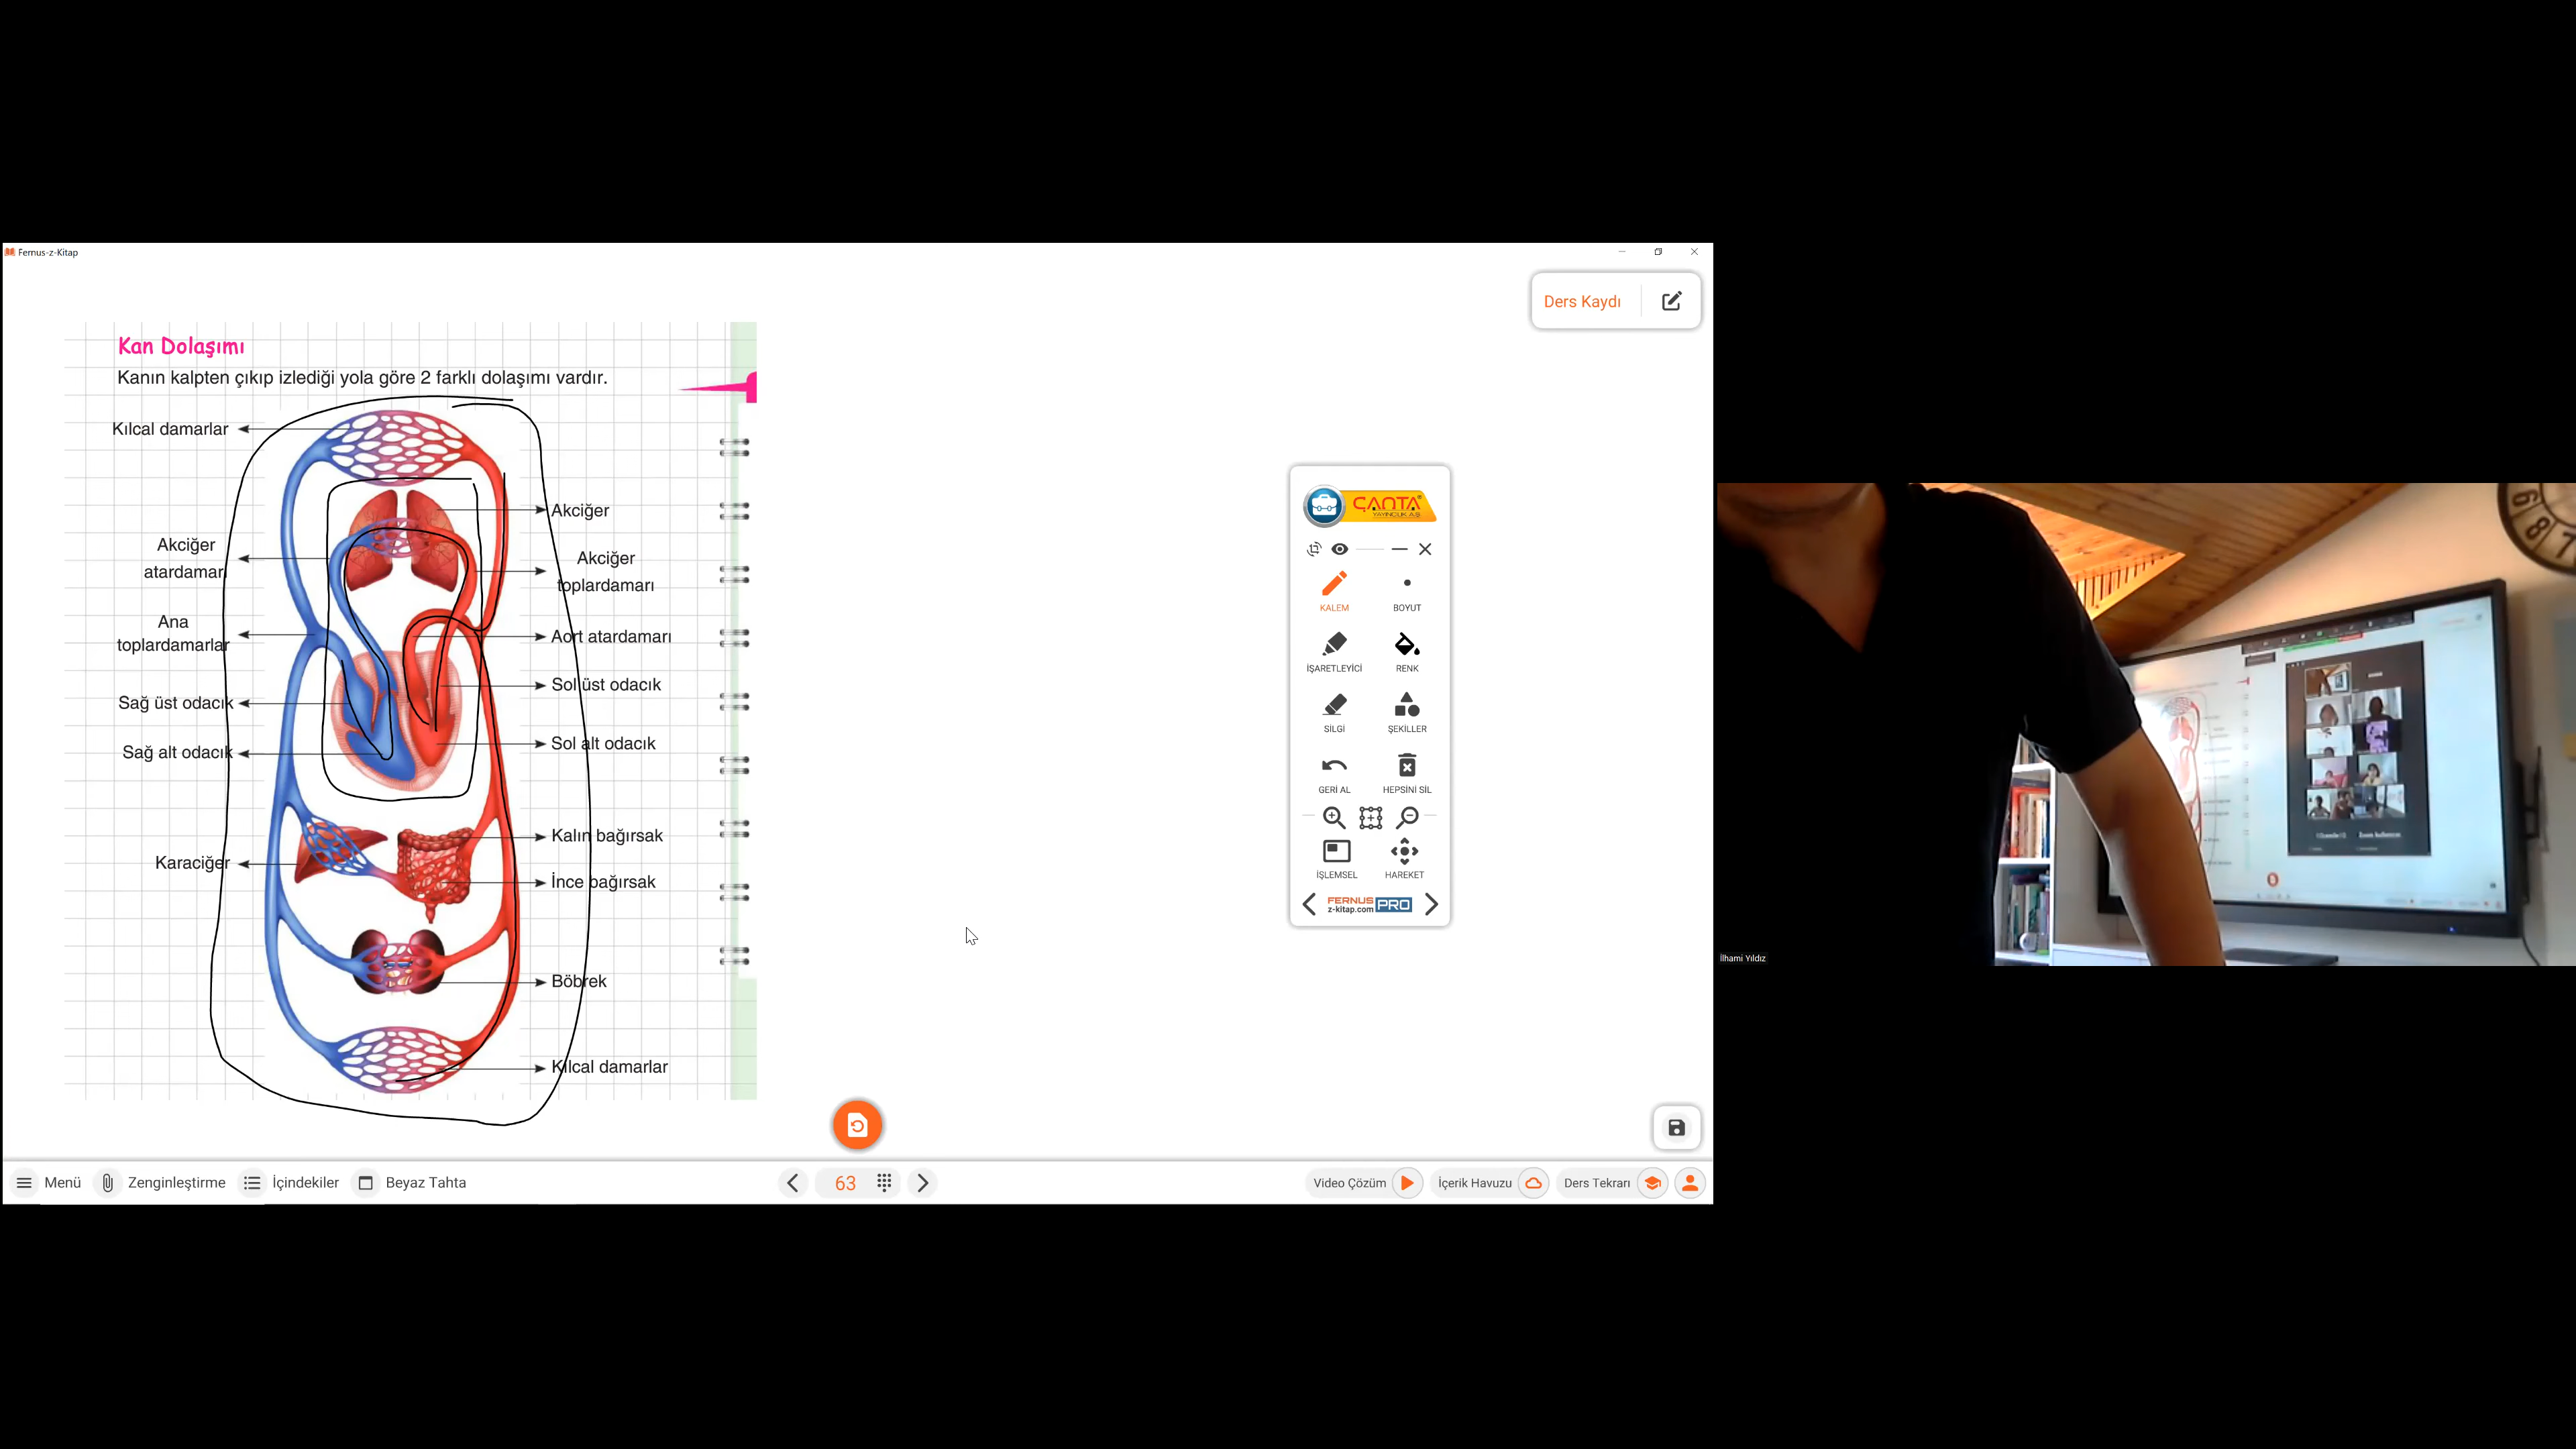 Fernus-z-Kitap
Ders Kaydı
Kan Dolaşımı
Kanın kalpten çıkıp izlediği yola göre 2 farklı dolaşımı vardır.
Kılcal damarlar
Akciğer
Akciğer
atardamarı
Akciğer
toplardamarı
Ana
toplardamarlar
Aort atardamarı
Sol üst odacık
Sağ üst odacık
Sol alt odacık
Sağ alt odacık
Kalın bağırsak
Karaciğer
İnce bağırsak
Böbrek
Kılcal damarlar
ÇANTA
YAYINCILIK A.Ş.
KALEM
BOYUT
İŞARETLEYİCİ
RENK
SİLGİ
ŞEKİLLER
GERİ AL
HEPSİNİ SİL
İŞLEMSEL
HAREKET
FERNUS
z-kitap.com PRO
Menü
Zenginleştirme
İçindekiler
Beyaz Tahta
63
Video Çözüm
İçerik Havuzu
Ders Tekrarı
İlhami Yıldız
6
8
7